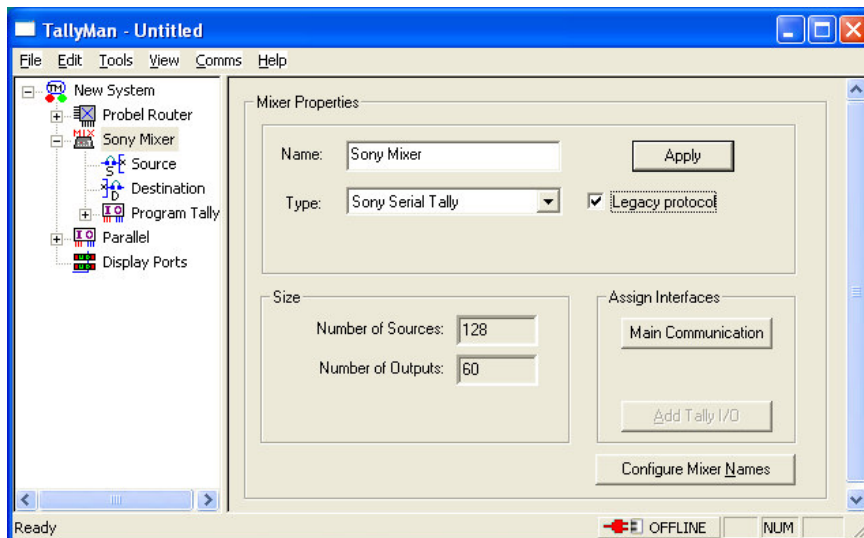 TallyMan - Untitled
File Edit Tools View Comms Help
New System
Probel Router
MIX
Sony Mixer
Source
Destination
Program Tally
Parallel
Display Ports
Mixer Properties
Name: Sony Mixer
Apply
Type: Sony Serial Tally
Legacy protocol
Size
Number of Sources: 128
Number of Outputs: 60
Assign Interfaces
Main Communication
Add Tally I/O
Configure Mixer Names
Ready
OFFLINE
NUM